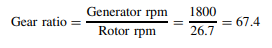 Gear ratio = Generator rpm / Rotor rpm = 1800 / 26.7 = 67.4